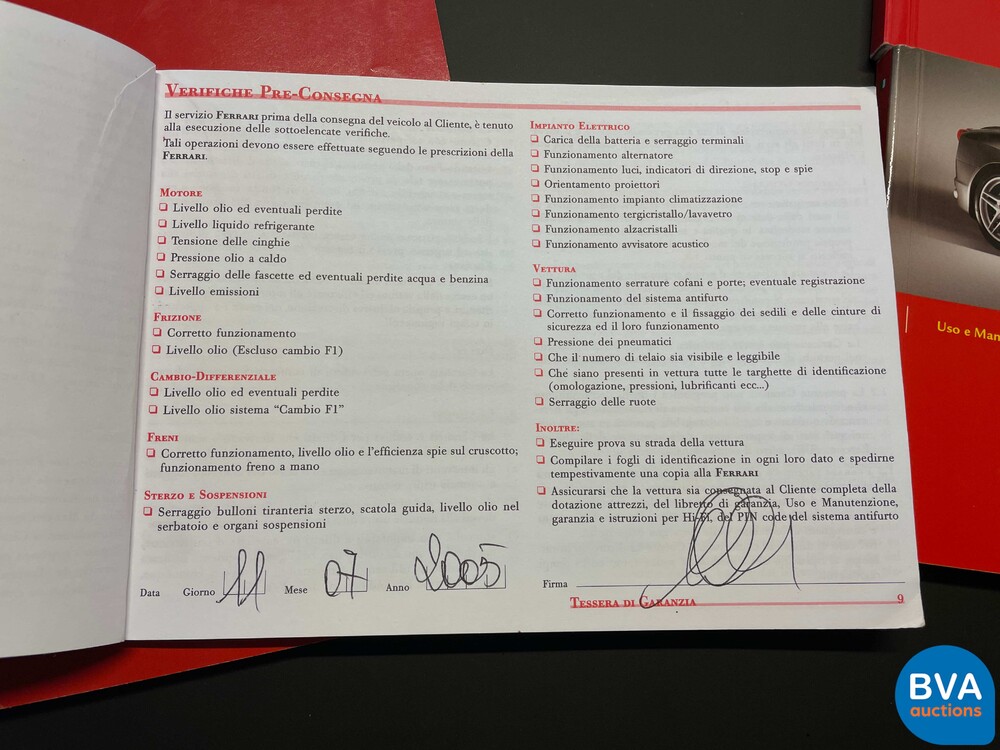 VERIFICHE PRE-CONSEGNA
Il servizio FERRARI prima della consegna del veicolo al Cliente, è tenuto
alla esecuzione delle sottoelencate verifiche.
Tali operazioni devono essere effettuate seguendo le prescrizioni della
FERRARI.
MOTORE
Livello olio ed eventuali perdite
Livello liquido refrigerante
Tensione delle cinghie
Pressione olio a caldo
Serraggio delle fascette ed eventuali perdite acqua e benzina
Livello emissioni
FRIZIONE
Corretto funzionamento
Livello olio (Escluso cambio F1)
CAMBIO-DIFFERENZIALE
Livello olio ed eventuali perdite
Livello olio sistema “Cambio F1”
FRENI
Corretto funzionamento, livello olio e l'efficienza spie sul cruscotto;
funzionamento freno a mano
STERZO E SOSPENSIONI
Serraggio bulloni tiranteria sterzo, scatola guida, livello olio nel
serbatoio e organi sospensioni
Data Giorno 11 Mese 07 Anno 2005
IMPIANTO ELETTRICO
Carica della batteria e serraggio terminali
Funzionamento alternatore
Funzionamento luci, indicatori di direzione, stop e spie
Orientamento proiettori
Funzionamento impianto climatizzazione
Funzionamento tergicristallo/lavavetro
Funzionamento alzacristalli
Funzionamento avvisatore acustico
VETTURA
Funzionamento serrature cofani e porte; eventuale registrazione
Funzionamento del sistema antifurto
Corretto funzionamento e il fissaggio dei sedili e delle cinture di
sicurezza ed il loro funzionamento
Pressione dei pneumatici
Che il numero di telaio sia visibile e leggibile
Che siano presenti in vettura tutte le targhette di identificazione
(omologazione, pressioni, lubrificanti ecc...)
Serraggio delle ruote
INOLTRE:
Eseguire prova su strada della vettura
Compilare i fogli di identificazione in ogni loro dato e spedirne
tempestivamente una copia alla FERRARI
Assicurarsi che la vettura sia consegnata al Cliente completa della
dotazione attrezzi, del libretto di garanzia, Uso e Manutenzione,
garanzia e istruzioni per Hi-Fi, del PIN code del sistema antifurto
Firma
TESSERA DI GARANZIA 9
Uso e Man
BVA
auctions